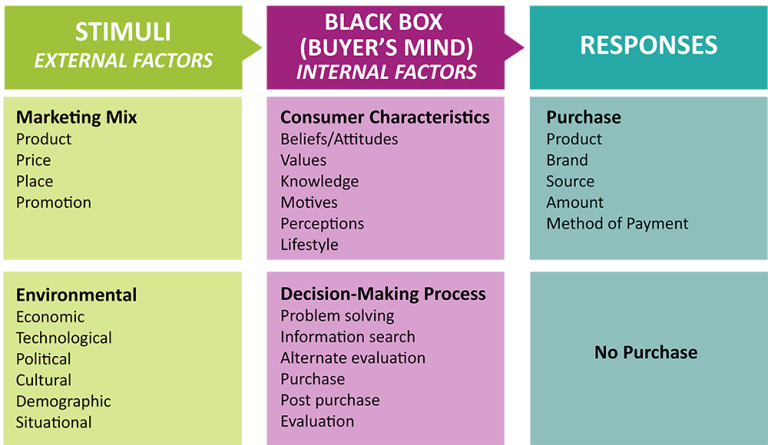 STIMULI
EXTERNAL FACTORS
BLACK BOX
(BUYER'S MIND)
INTERNAL FACTORS
RESPONSES
Marketing Mix
Product
Price
Place
Promotion
Consumer Characteristics
Beliefs/Attitudes
Values
Knowledge
Motives
Perceptions
Lifestyle
Purchase
Product
Brand
Source
Amount
Method of Payment
Environmental
Economic
Technological
Political
Cultural
Demographic
Situational
Decision-Making Process
Problem solving
Information search
Alternate evaluation
Purchase
Post purchase
Evaluation
No Purchase